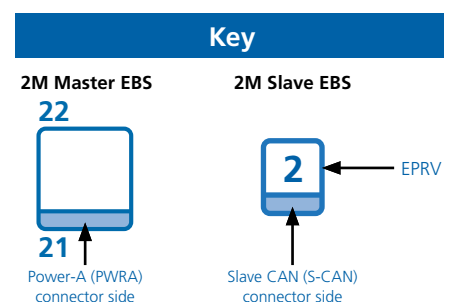 Key
2M Master EBS
2M Slave EBS
22
2
EPRV
21
Power-A (PWRA)
connector side
Slave CAN (S-CAN)
connector side